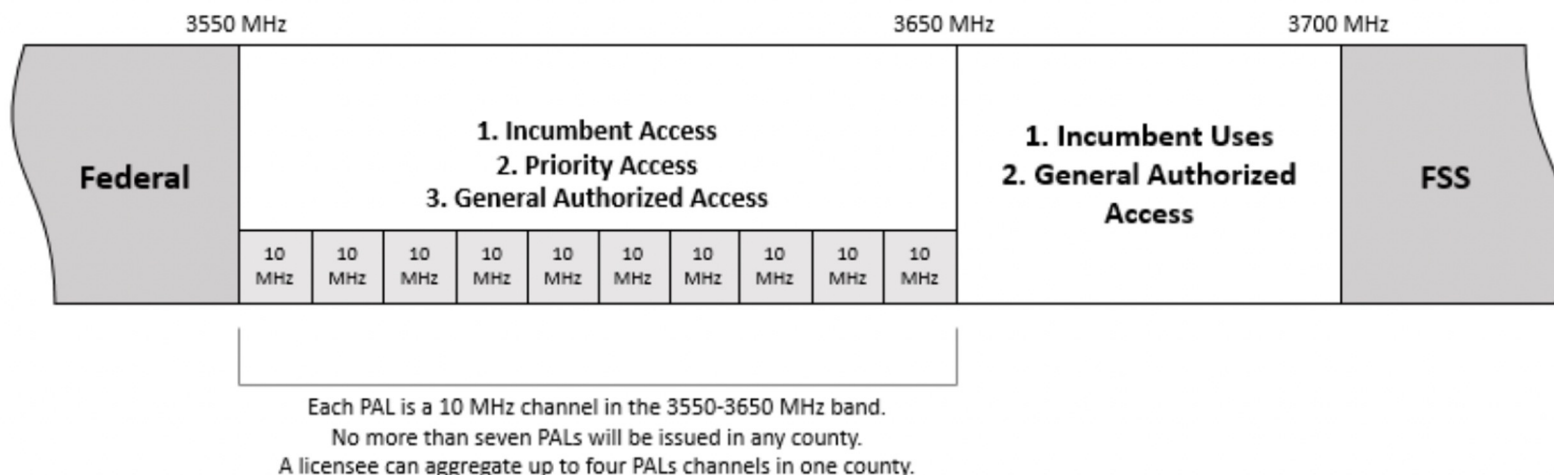 3550 MHz
3650 MHz
3700 MHz
Federal
1. Incumbent Access
2. Priority Access
3. General Authorized Access
1. Incumbent Uses
2. General Authorized
Access
FSS
10
MHz
10
MHz
10
MHz
10
MHz
10
MHz
10
MHz
10
MHz
10
MHz
10
MHz
10
MHz
Each PAL is a 10 MHz channel in the 3550-3650 MHz band.
No more than seven PALs will be issued in any county.
A licensee can aggregate up to four PALs channels in one county.